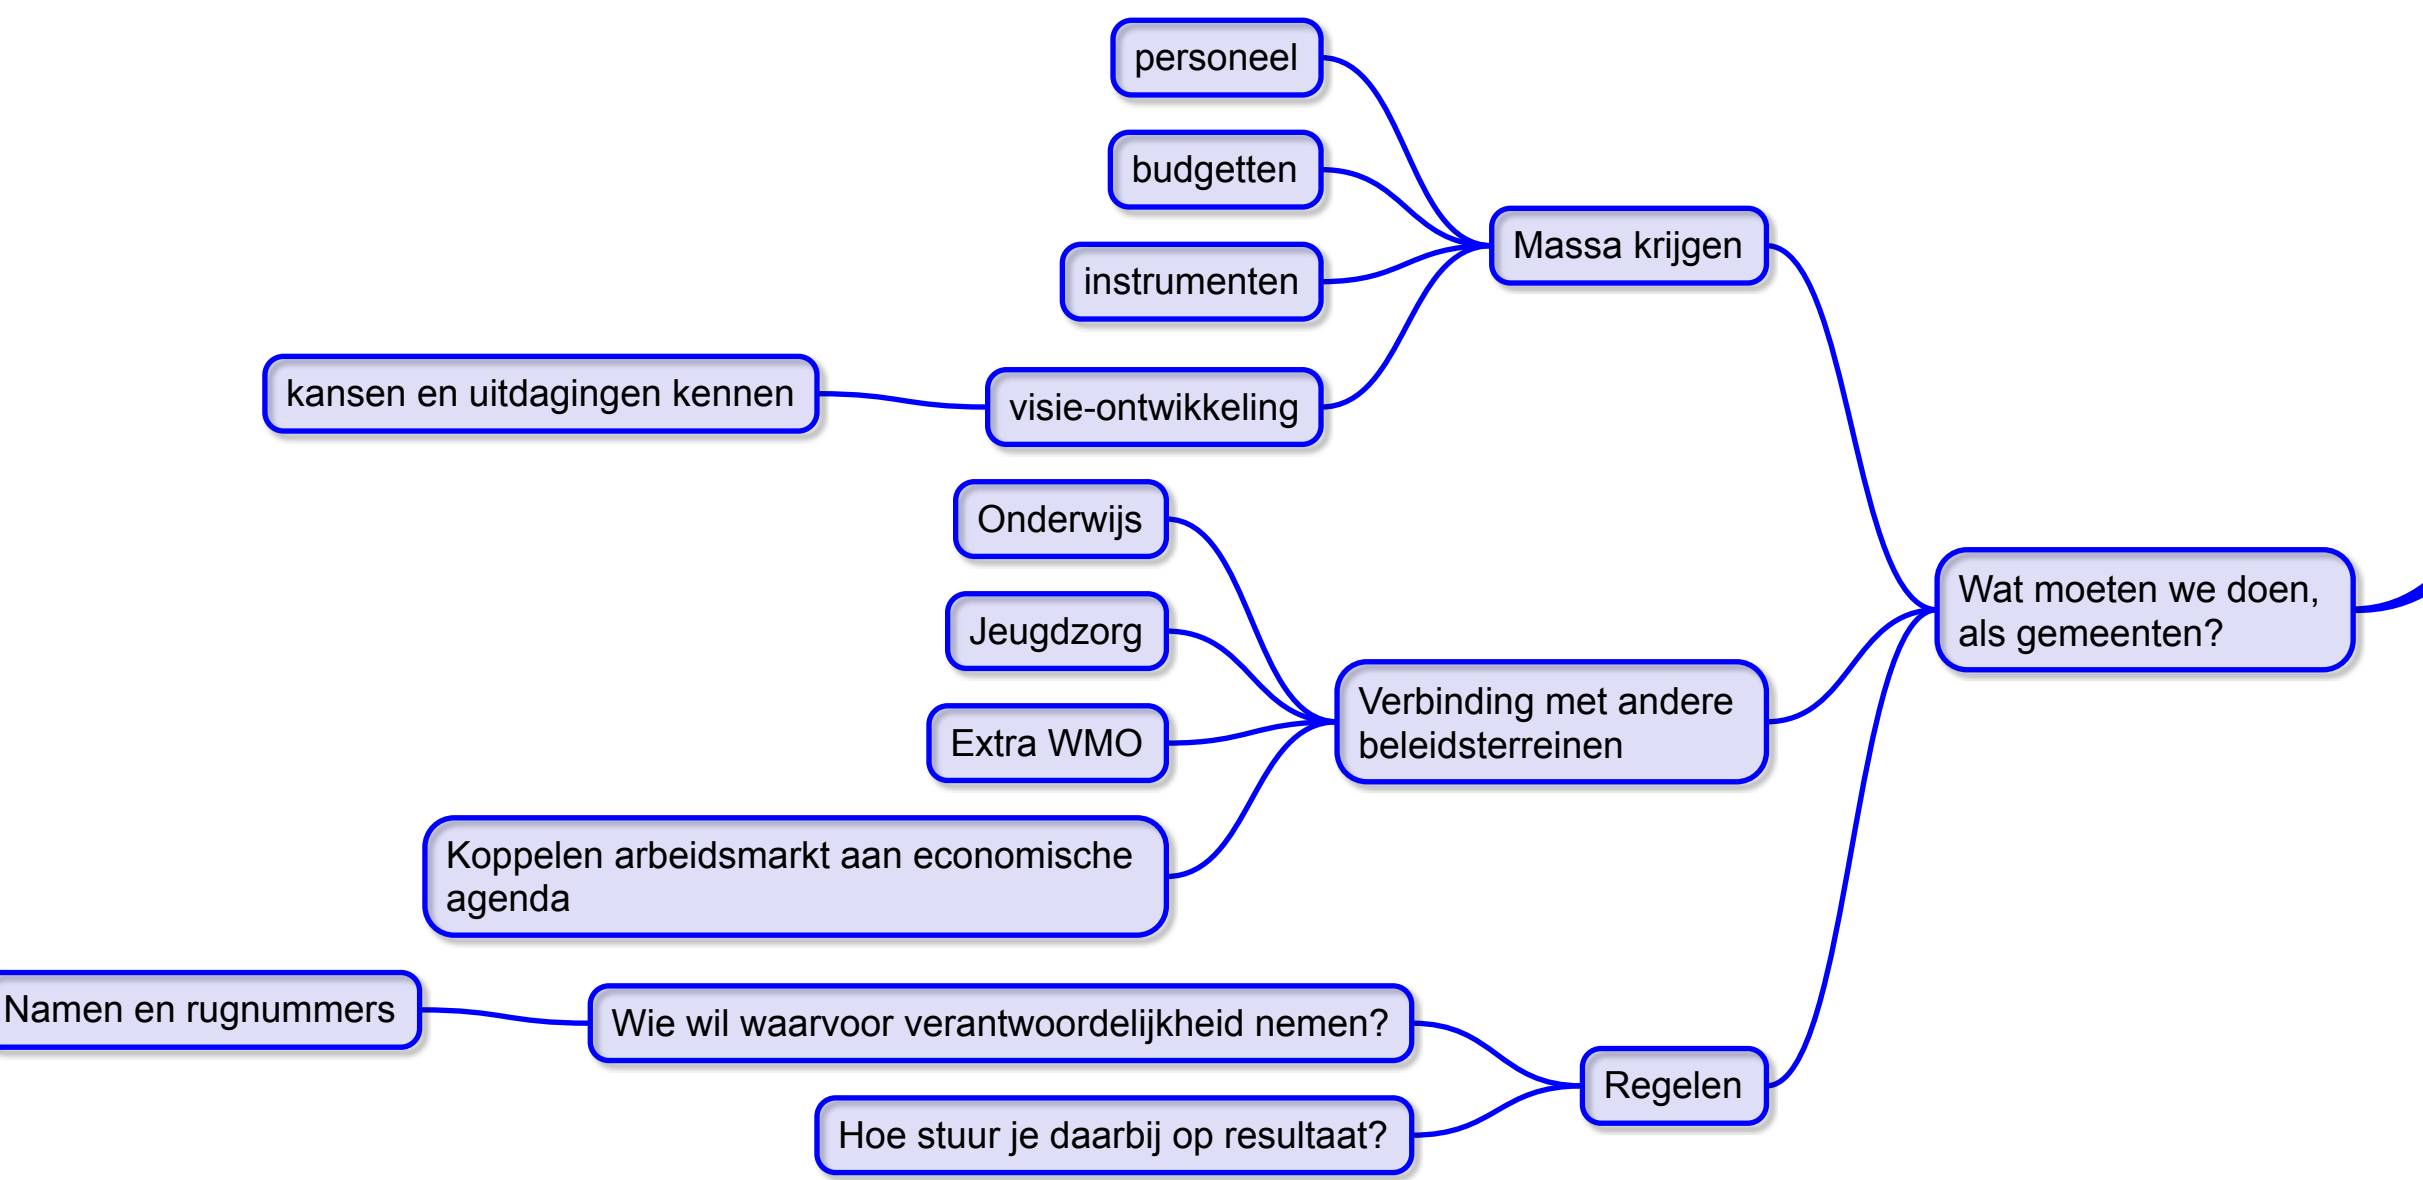 personeel
budgetten
instrumenten
Massa krijgen
kansen en uitdagingen kennen
visie-ontwikkeling
Onderwijs
Jeugdzorg
Extra WMO
Koppelen arbeidsmarkt aan economische
agenda
Verbinding met andere
beleidsterreinen
Wat moeten we doen,
als gemeenten?
Namen en rugnummers
Wie wil waarvoor verantwoordelijkheid nemen?
Hoe stuur je daarbij op resultaat?
Regelen